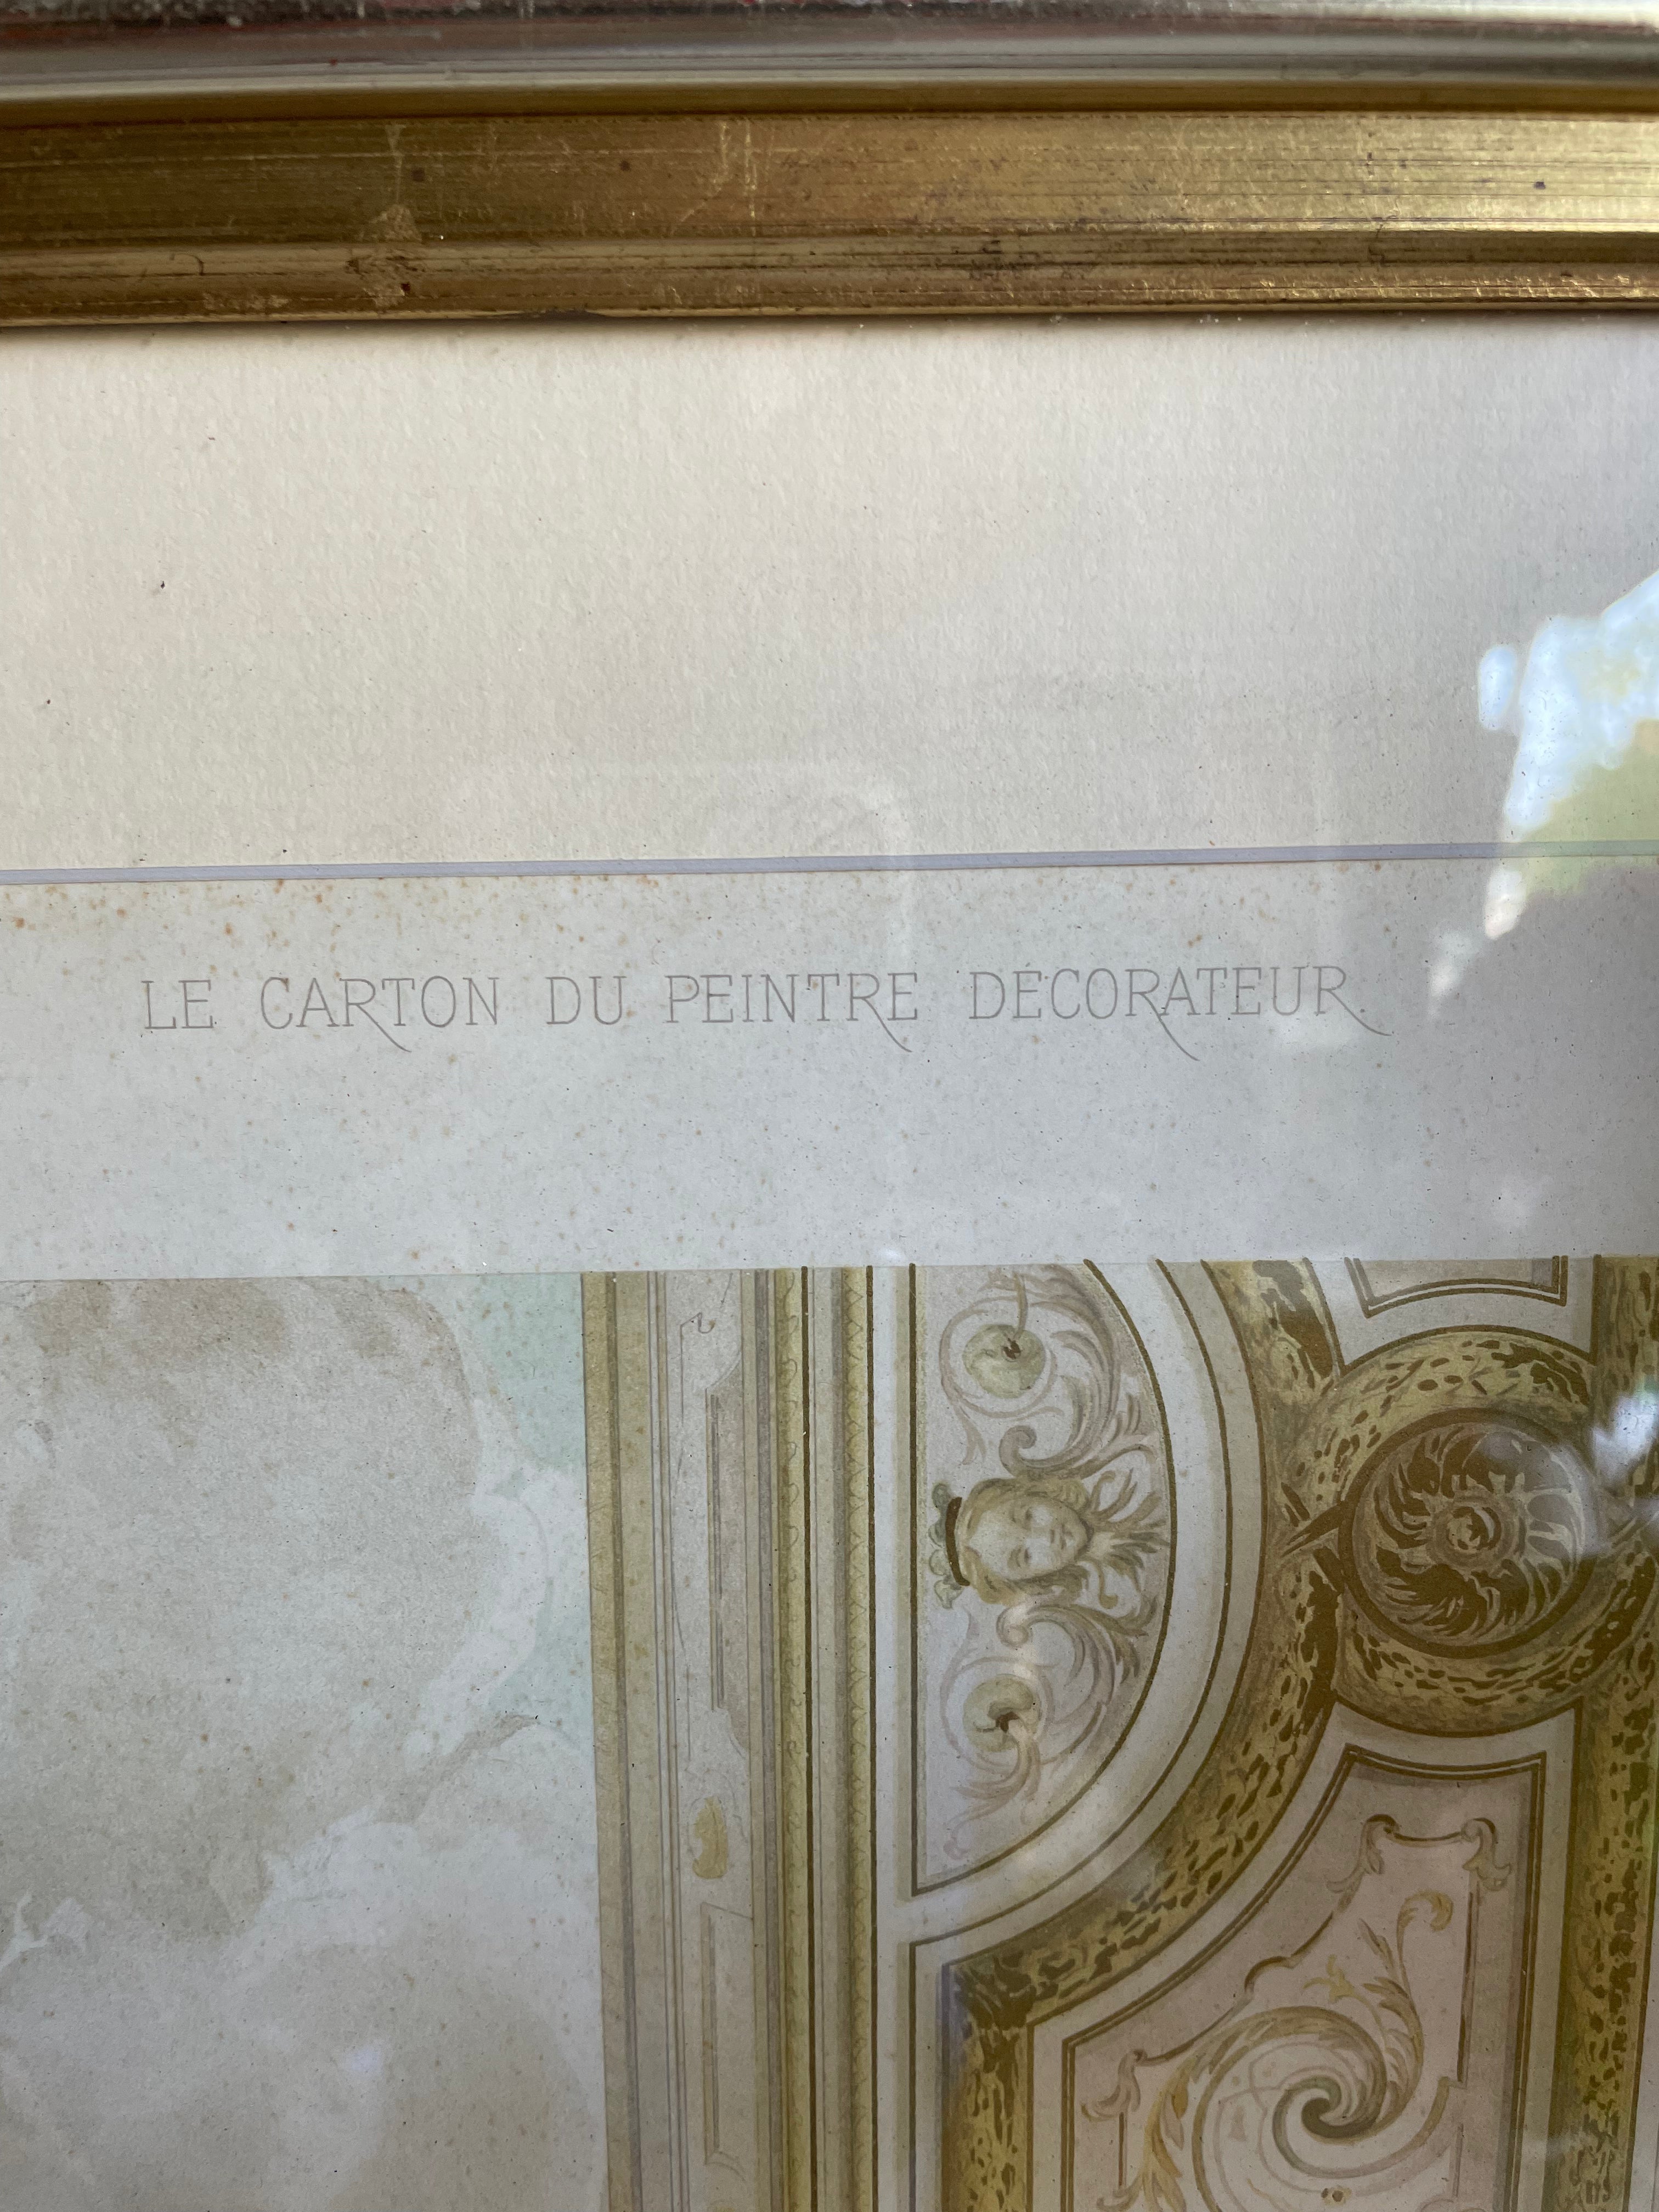 LE CARTON DU PEINTRE DÉCORATEUR.